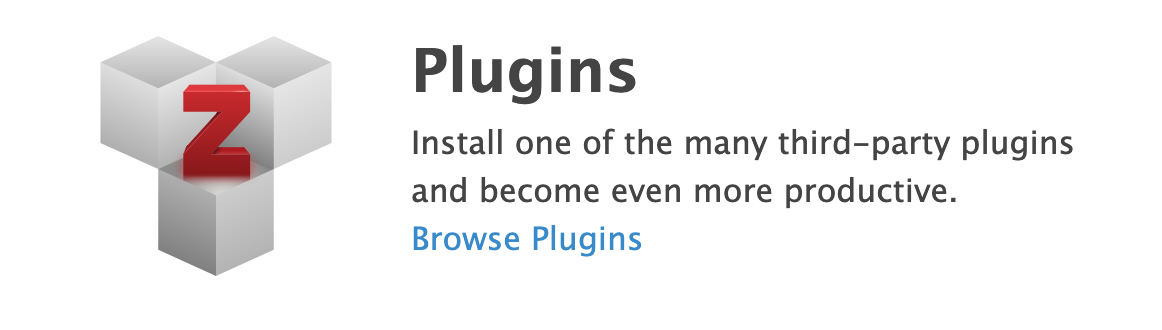 Z
Plugins
Install one of the many third-party plugins
and become even more productive.
Browse Plugins